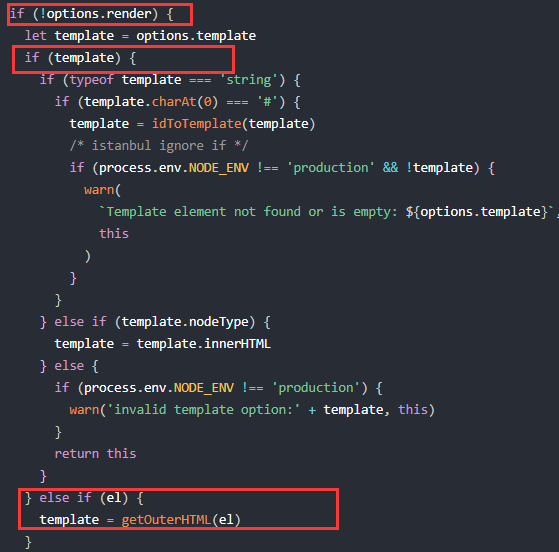 if (!options.render) {
let template = options.template
if (template) {
if (typeof template === 'string') {
if (template.charAt(0) === '#') {
template = idToTemplate(template)
/* istanbul ignore if */
if (process.env.NODE_ENV !== 'production' && !template) {
warn(
`Template element not found or is empty: ${options.template}`,
this
)
}
}
} else if (template.nodeType) {
template = template.innerHTML
} else {
if (process.env.NODE_ENV !== 'production') {
warn('invalid template option:' + template, this)
}
return this
}
} else if (el) {
template = getOuterHTML(el)
}